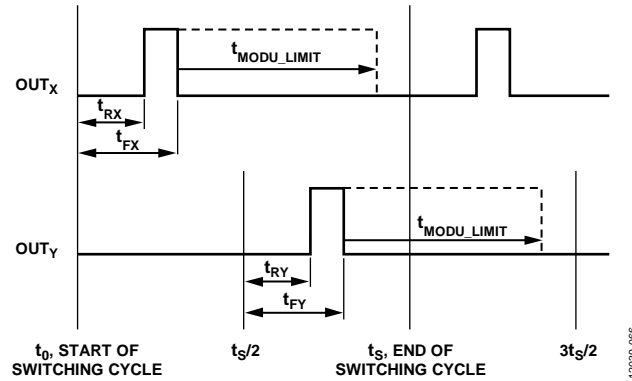 OUTX
tMODU_LIMIT
tRX
tFX
OUTY
tMODU_LIMIT
tRY
tFY
t0, START OF
SWITCHING CYCLE
tS/2
tS, END OF
SWITCHING CYCLE
3tS/2